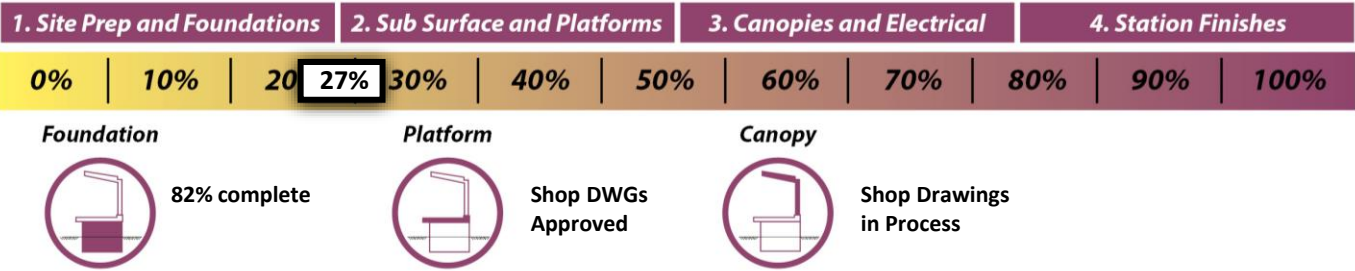 1. Site Prep and Foundations 2. Sub Surface and Platforms 3. Canopies and Electrical 4. Station Finishes
0% 10% 20 27% 30% 40% 50% 60% 70% 80% 90% 100%
Foundation Platform Canopy
82% complete Shop DWGs Shop Drawings
Approved in Process